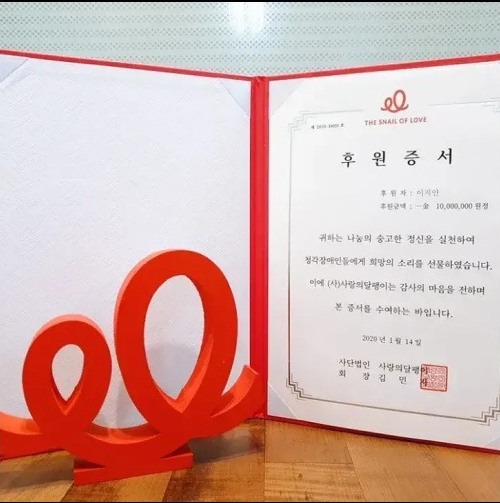 THE SNAIL OF LOVE
후 원 증 서
후 원 자 : 이지안
후원금액 : 一金 10,000,000 원정
귀하는 나눔의 숭고한 정신을 실천하여
청각장애인들에게 희망의 소리를 선물하였습니다.
이에 (사)사랑의달팽이는 감사의 마음을 전하며
본 증서를 수여하는 바입니다.
2020 년 1 월 14 일
사단법인 사랑의달팽이
회 장 김 민 자